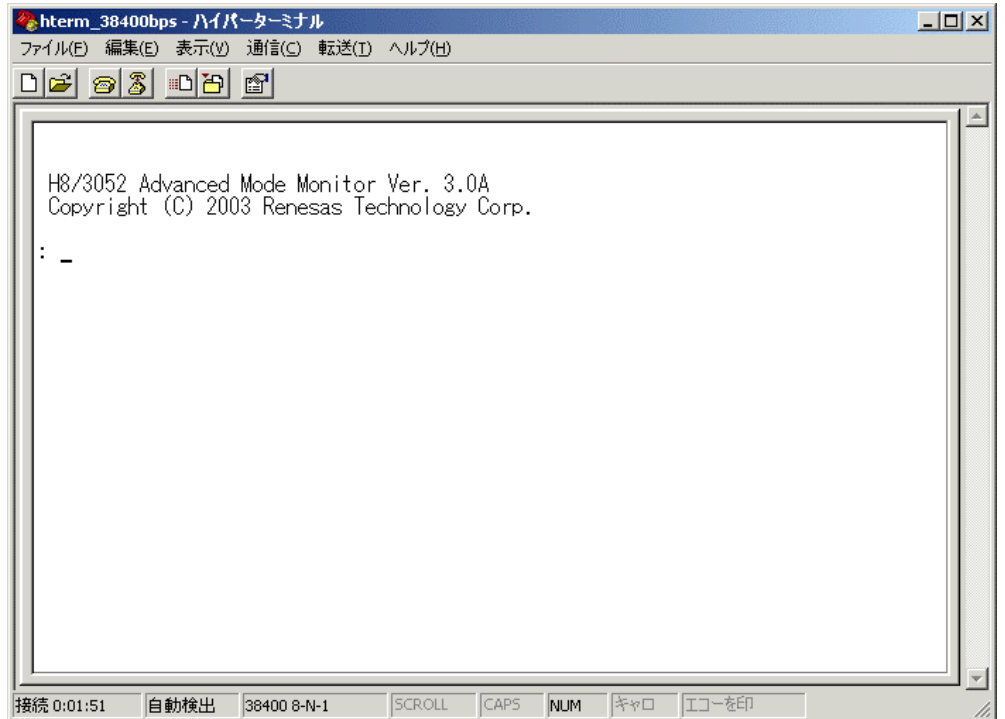 hterm_38400bps - ハイパーターミナル
ファイル(F) 編集(E) 表示(V) 通信(C) 転送(T) ヘルプ(H)
H8/3052 Advanced Mode Monitor Ver. 3.0A
Copyright (C) 2003 Renesas Technology Corp.
: _
接続 0:01:51 自動検出 38400 8-N-1 SCROLL CAPS NUM キャロ エコーを印